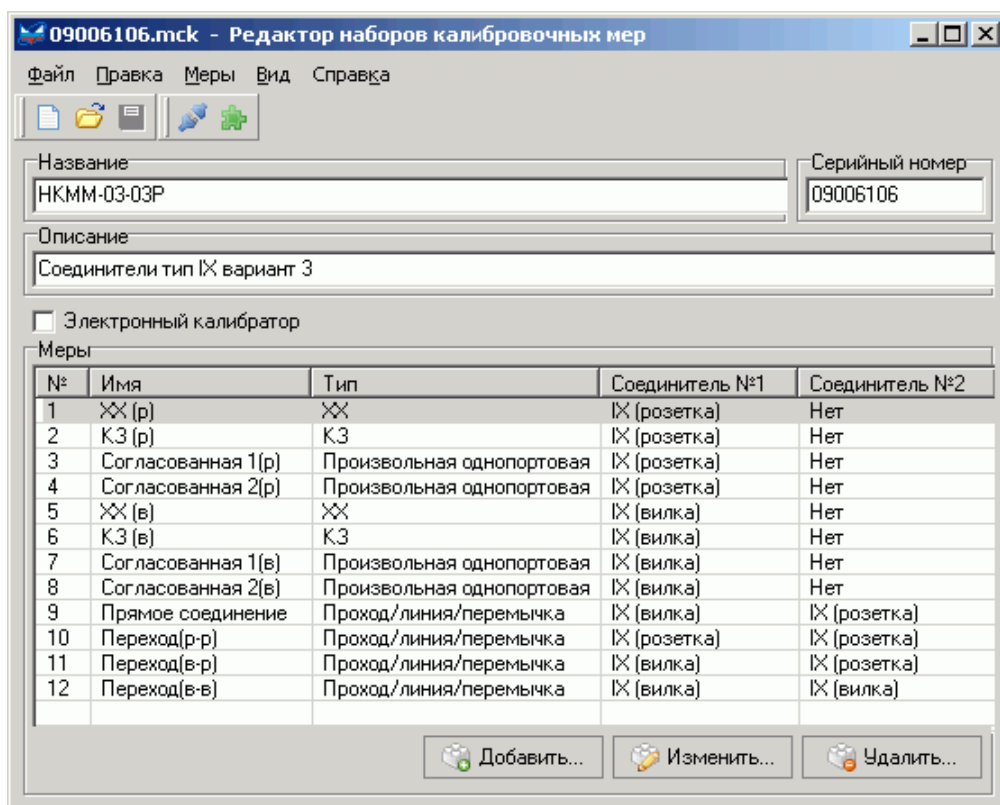 09006106.mck - Редактор наборов калибровочных мер
Файл Правка Меры Вид Справка
Название Серийный номер
НКММ-03-03Р 09006106
Описание
Соединители тип IX вариант 3
Электронный калибратор
Меры
№ Имя Тип Соединитель №1 Соединитель №2
1 ХХ (р) ХХ IX (розетка) Нет
2 КЗ (р) КЗ IX (розетка) Нет
3 Согласованная 1(р) Произвольная однопортовая IX (розетка) Нет
4 Согласованная 2(р) Произвольная однопортовая IX (розетка) Нет
5 ХХ (в) ХХ IX (вилка) Нет
6 КЗ (в) КЗ IX (вилка) Нет
7 Согласованная 1(в) Произвольная однопортовая IX (вилка) Нет
8 Согласованная 2(в) Произвольная однопортовая IX (вилка) Нет
9 Прямое соединение Проход/линия/перемычка IX (вилка) IX (розетка)
10 Переход(р-р) Проход/линия/перемычка IX (розетка) IX (розетка)
11 Переход(в-р) Проход/линия/перемычка IX (вилка) IX (розетка)
12 Переход(в-в) Проход/линия/перемычка IX (вилка) IX (вилка)
Добавить... Изменить... Удалить...